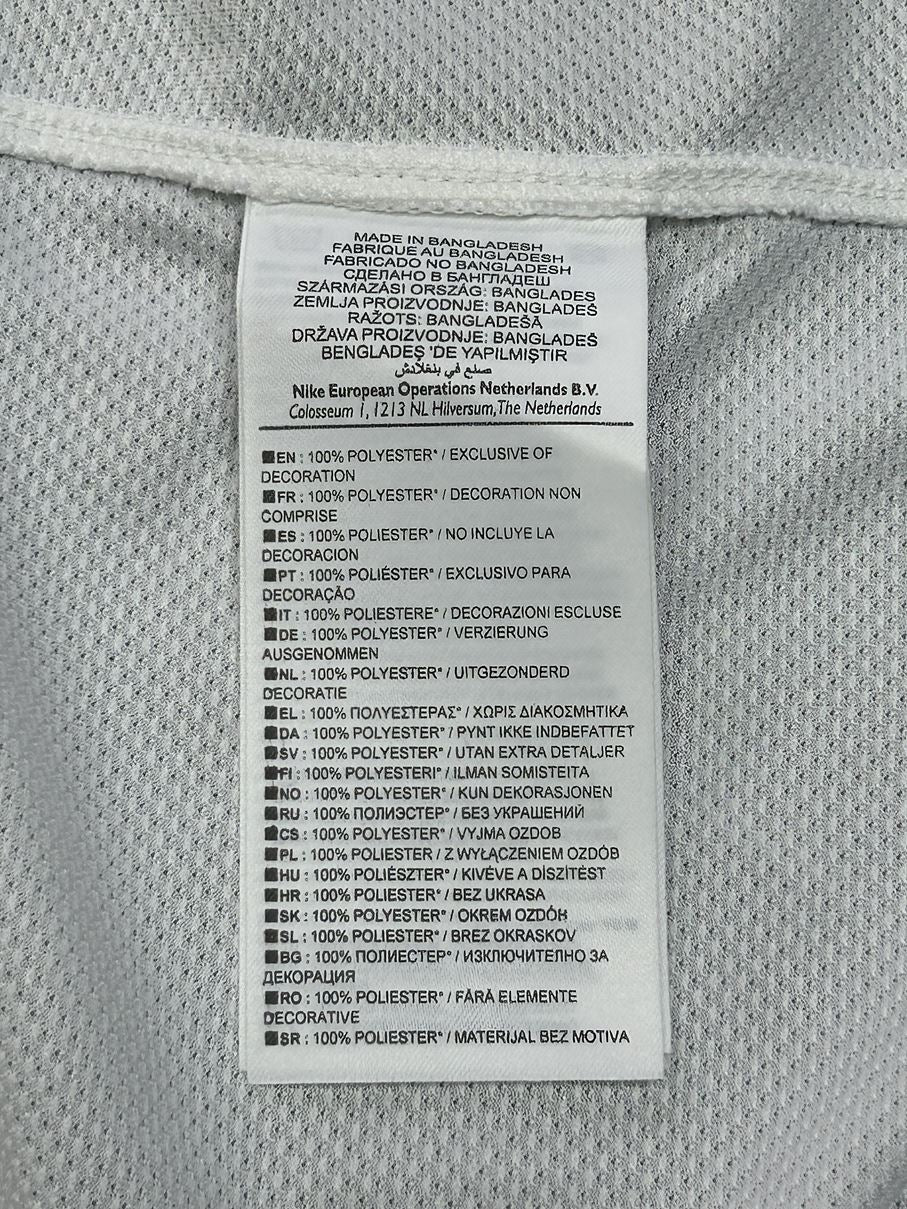 MADE IN BANGLADESH
FABRIQUE AU BANGLADESH
FABRICADO NO BANGLADESH
СДЕЛАНО В БАНГЛАДЕШ
SZÁRMAZÁSI ORSZÁG: BANGLADES
ZEMLJA PROIZVODNJE: BANGLADEŠ
RAŽOTS: BANGLADEŠĀ
DRŽAVA PROIZVODNJE: BANGLADEŠ
BENGLADEŞ 'DE YAPILMIŞTIR
صنع في بنغلادش
Nike European Operations Netherlands B.V.
Colosseum 1, 1213 NL Hilversum, The Netherlands
EN : 100% POLYESTER* / EXCLUSIVE OF
DECORATION
FR : 100% POLYESTER* / DECORATION NON
COMPRISE
ES : 100% POLIESTER* / NO INCLUYE LA
DECORACION
PT : 100% POLIÉSTER* / EXCLUSIVO PARA
DECORAÇÃO
IT : 100% POLIESTERE* / DECORAZIONI ESCLUSE
DE : 100% POLYESTER* / VERZIERUNG
AUSGENOMMEN
NL : 100% POLYESTER* / UITGEZONDERD
DECORATIE
EL : 100% ΠΟΛΥΕΣΤΕΡΑΣ* / ΧΩΡΙΣ ΔΙΑΚΟΣΜΗΤΙΚΑ
DA : 100% POLYESTER* / PYNT IKKE INDBEFATTET
SV : 100% POLYESTER* / UTAN EXTRA DETALJER
FI : 100% POLYESTERI* / ILMAN SOMISTEITA
NO : 100% POLYESTER* / KUN DEKORASJONEN
RU : 100% ПОЛИЭСТЕР* / БЕЗ УКРАШЕНИЙ
CS : 100% POLYESTER* / VYJMA OZDOB
PL : 100% POLIESTER / Z WYŁĄCZENIEM OZDÓB
HU : 100% POLIÉSZTER* / KIVÉVE A DÍSZÍTÉST
HR : 100% POLIESTER* / BEZ UKRASA
SK : 100% POLYESTER* / OKREM OZDÔB
SL : 100% POLIESTER* / BREZ OKRASKOV
BG : 100% ПОЛИЕСТЕР* / ИЗКЛЮЧИТЕЛНО ЗА
ДЕКОРАЦИЯ
RO : 100% POLIESTER* / FĂRĂ ELEMENTE
DECORATIVE
SR : 100% POLIESTER* / MATERIJAL BEZ MOTIVA